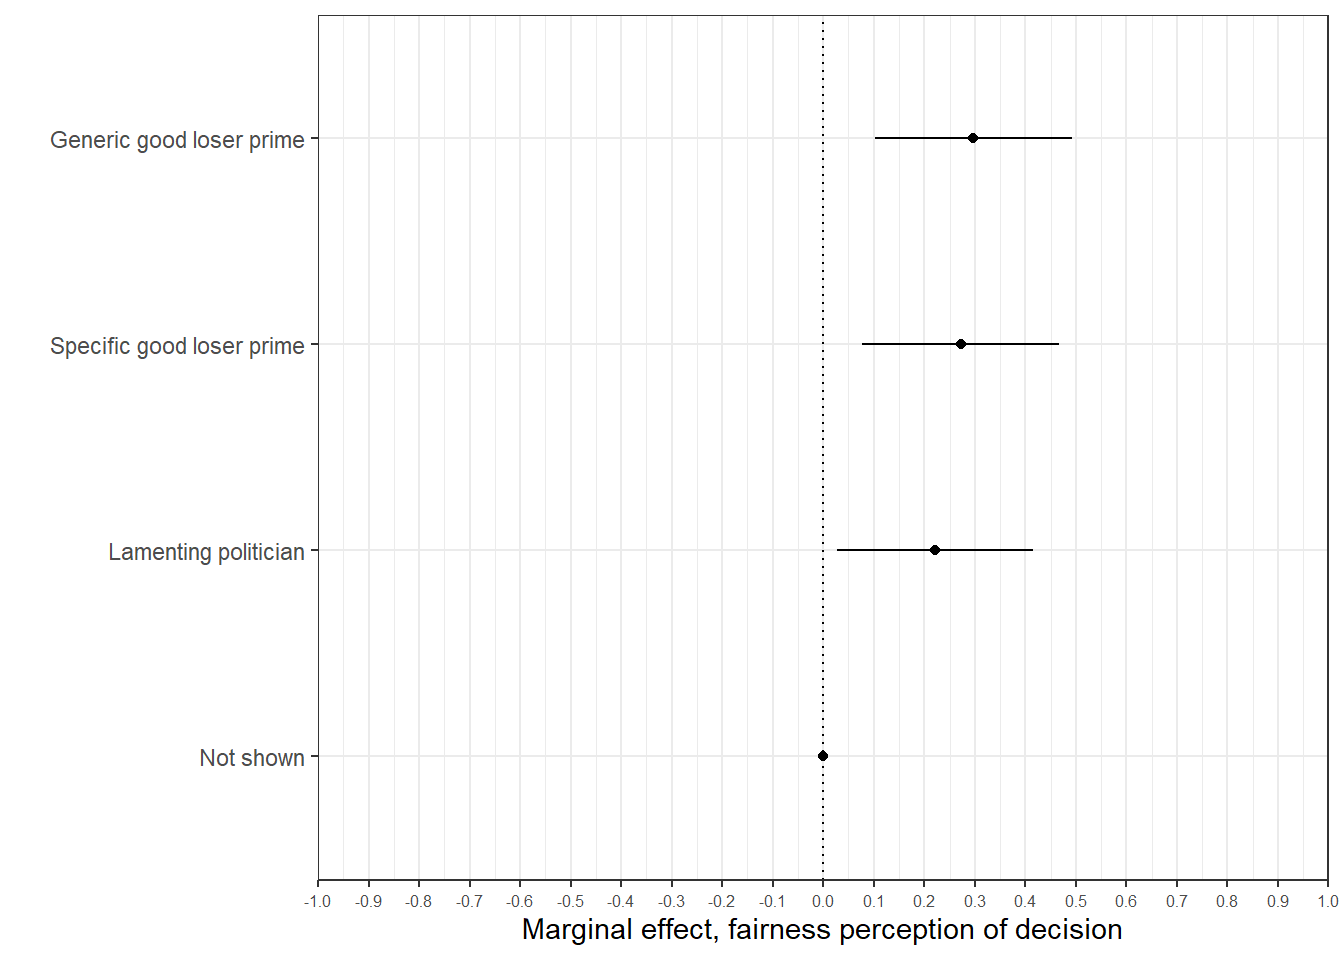 Generic good loser prime
Specific good loser prime
Lamenting politician
Not shown
-1.0 -0.9 -0.8 -0.7 -0.6 -0.5 -0.4 -0.3 -0.2 -0.1 0.0 0.1 0.2 0.3 0.4 0.5 0.6 0.7 0.8 0.9 1.0
Marginal effect, fairness perception of decision